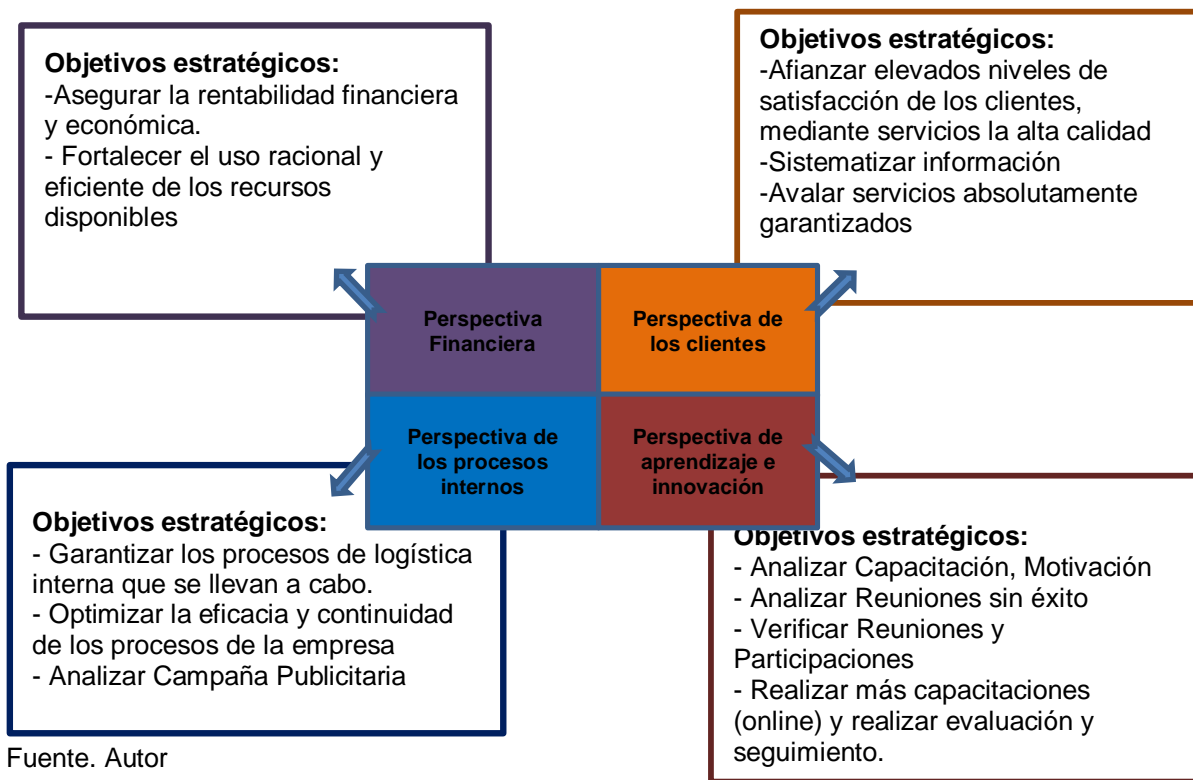 Objetivos estratégicos:
-Asegurar la rentabilidad financiera
y económica.
- Fortalecer el uso racional y
eficiente de los recursos
disponibles
Objetivos estratégicos:
-Afianzar elevados niveles de
satisfacción de los clientes,
mediante servicios la alta calidad
-Sistematizar información
-Avalar servicios absolutamente
garantizados
Perspectiva
Financiera
Perspectiva de
los clientes
Perspectiva de
los procesos
internos
Perspectiva de
aprendizaje e
innovación
Objetivos estratégicos:
- Garantizar los procesos de logística
interna que se llevan a cabo.
- Optimizar la eficacia y continuidad
de los procesos de la empresa
- Analizar Campaña Publicitaria
Objetivos estratégicos:
- Analizar Capacitación, Motivación
- Analizar Reuniones sin éxito
- Verificar Reuniones y
Participaciones
- Realizar más capacitaciones
(online) y realizar evaluación y
seguimiento.
Fuente. Autor